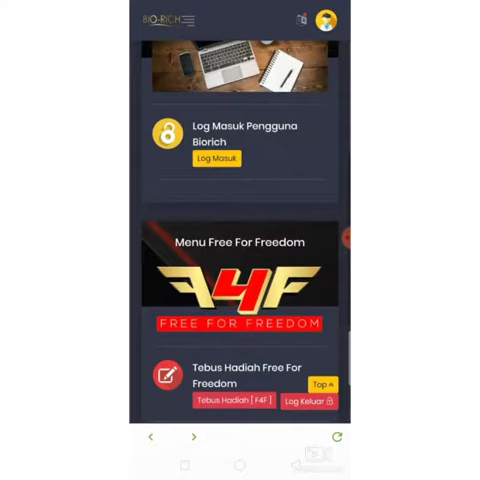 BIO-RICH
Log Masuk Pengguna
Biorich
Log Masuk
Menu Free For Freedom
F4F
FREE FOR FREEDOM
Tebus Hadiah Free For
Freedom
Top
Tebus Hadiah [ F4F ]
Log Keluar